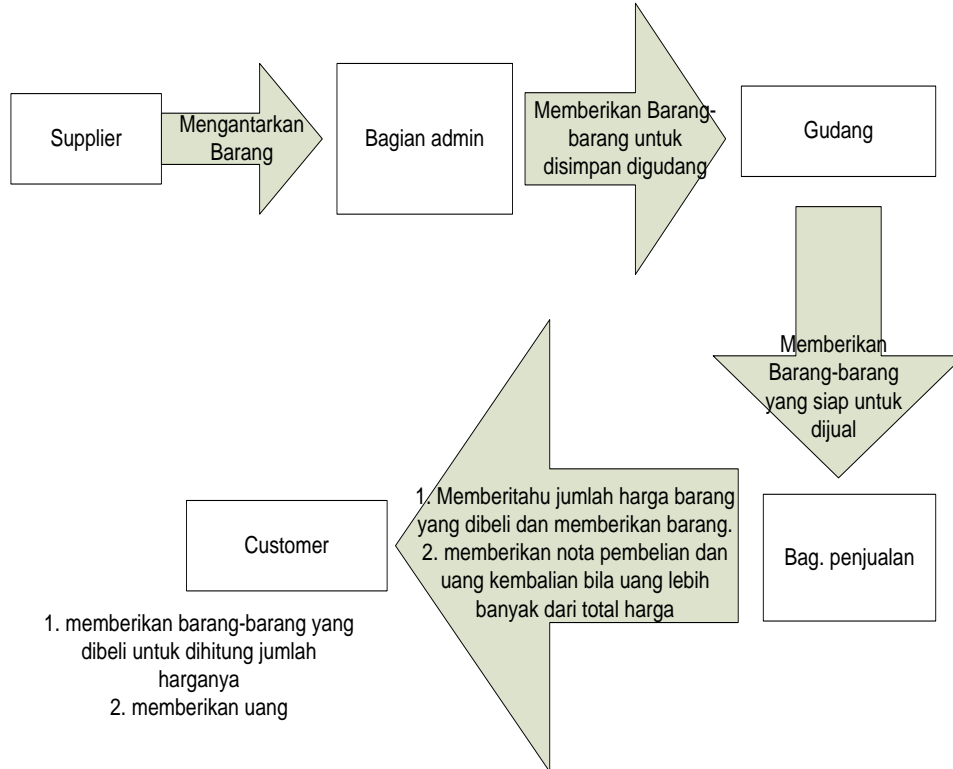 Supplier
Mengantarkan
Barang
Bagian admin
Memberikan Barang-
barang untuk
disimpan digudang
Gudang
Memberikan
Barang-barang
yang siap untuk
dijual
Bag. penjualan
1. Memberitahu jumlah harga barang
yang dibeli dan memberikan barang.
2. memberikan nota pembelian dan
uang kembalian bila uang lebih
banyak dari total harga
Customer
1. memberikan barang-barang yang
dibeli untuk dihitung jumlah
harganya
2. memberikan uang